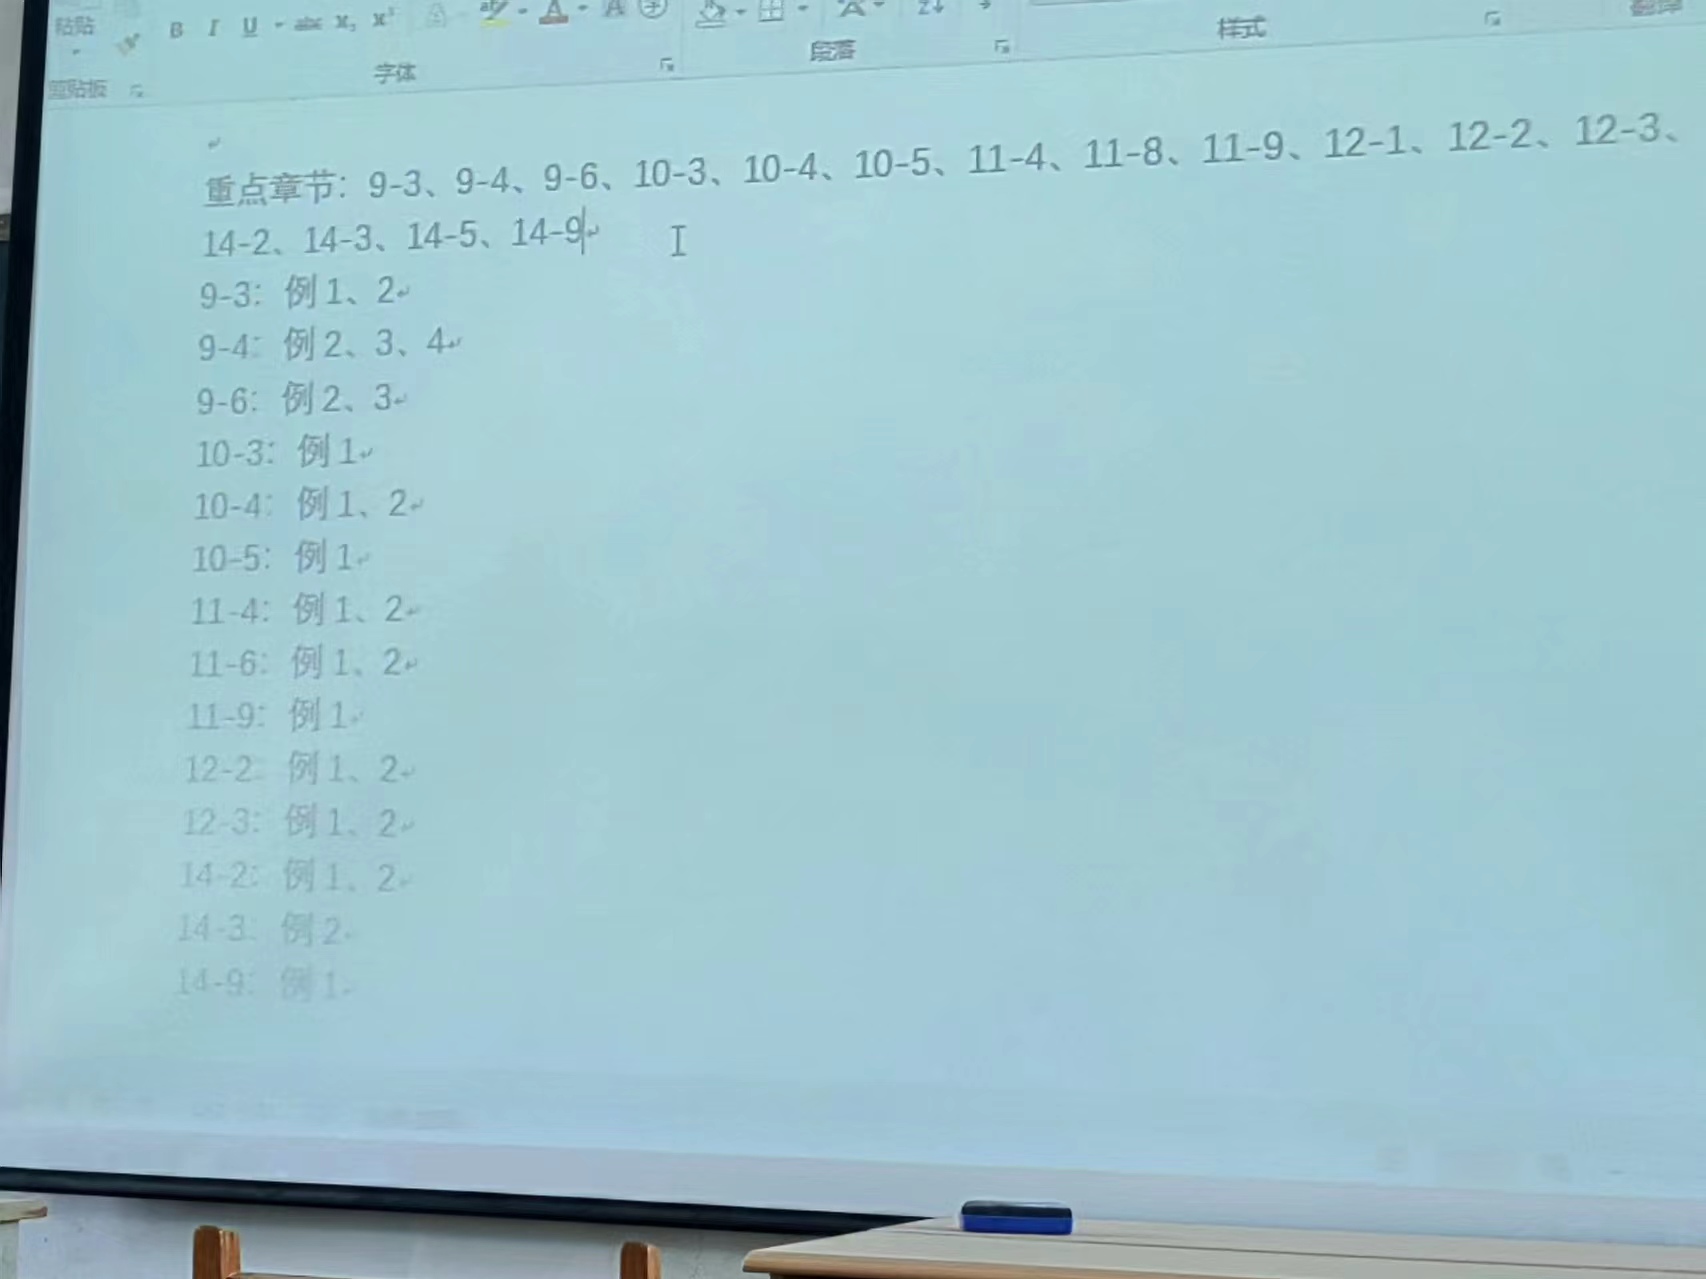 粘贴
B I U abc X₂ X² A A
剪贴板 字体 段落 样式
重点章节：9-3、9-4、9-6、10-3、10-4、10-5、11-4、11-8、11-9、12-1、12-2、12-3、
14-2、14-3、14-5、14-9
9-3：例 1、2
9-4：例 2、3、4
9-6：例 2、3
10-3：例 1
10-4：例 1、2
10-5：例 1
11-4：例 1、2
11-6：例 1、2
11-9：例 1
12-2：例 1、2
12-3：例 1、2
14-2：例 1、2
14-3：例 2
14-9：例 1